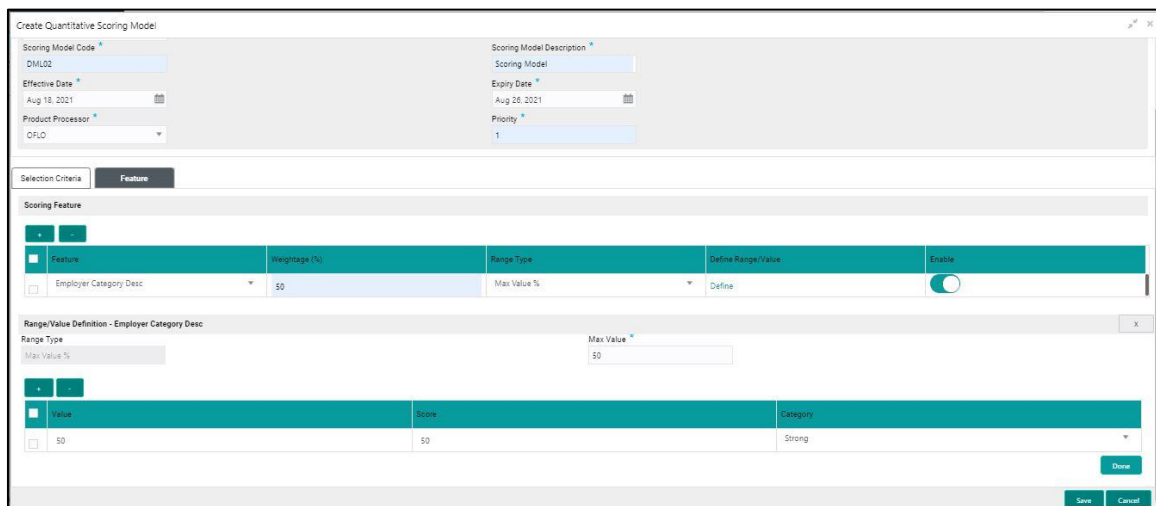 Create Quantitative Scoring Model
Scoring Model Code *
Scoring Model Description *
DML02
Scoring Model
Effective Date *
Expiry Date *
Aug 18, 2021
Aug 26, 2021
Product Processor *
Priority *
OFLO
1
Selection Criteria
Feature
Scoring Feature
+ -
Feature Weightage (%) Range Type Define Range/Value Enable
Employer Category Desc 50 Max Value % Define
Range/Value Definition - Employer Category Desc X
Range Type
Max Value *
Max Value %
50
+ -
Value Score Category
50 50 Strong
Done
Save Cancel